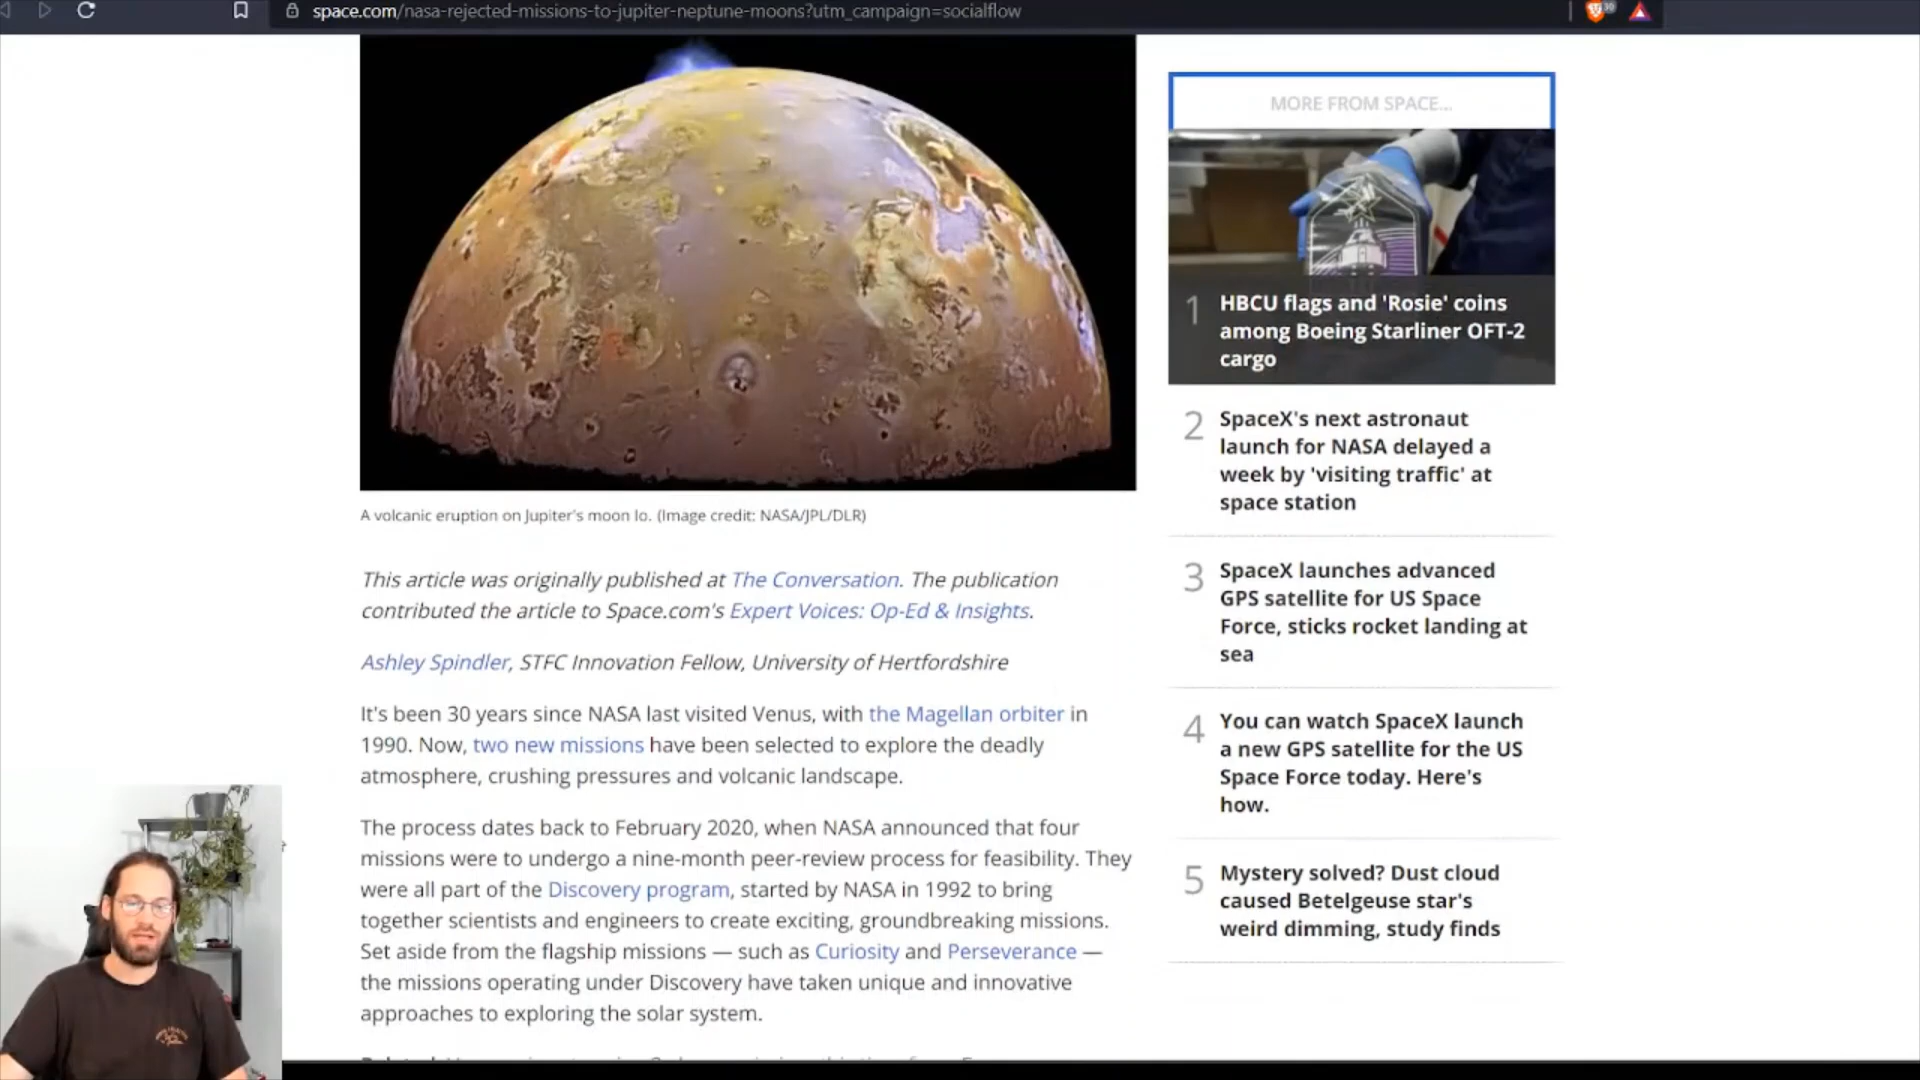 space.com/nasa-rejected-missions-to-jupiter-neptune-moons?utm_campaign=socialflow
A volcanic eruption on Jupiter's moon Io. (Image credit: NASA/JPL/DLR)
This article was originally published at The Conversation. The publication
contributed the article to Space.com's Expert Voices: Op-Ed & Insights.
Ashley Spindler, STFC Innovation Fellow, University of Hertfordshire
It's been 30 years since NASA last visited Venus, with the Magellan orbiter in
1990. Now, two new missions have been selected to explore the deadly
atmosphere, crushing pressures and volcanic landscape.
The process dates back to February 2020, when NASA announced that four
missions were to undergo a nine-month peer-review process for feasibility. They
were all part of the Discovery program, started by NASA in 1992 to bring
together scientists and engineers to create exciting, groundbreaking missions.
Set aside from the flagship missions — such as Curiosity and Perseverance —
the missions operating under Discovery have taken unique and innovative
approaches to exploring the solar system.
MORE FROM SPACE...
1 HBCU flags and 'Rosie' coins
among Boeing Starliner OFT-2
cargo
2 SpaceX's next astronaut
launch for NASA delayed a
week by 'visiting traffic' at
space station
3 SpaceX launches advanced
GPS satellite for US Space
Force, sticks rocket landing at
sea
4 You can watch SpaceX launch
a new GPS satellite for the US
Space Force today. Here's
how.
5 Mystery solved? Dust cloud
caused Betelgeuse star's
weird dimming, study finds